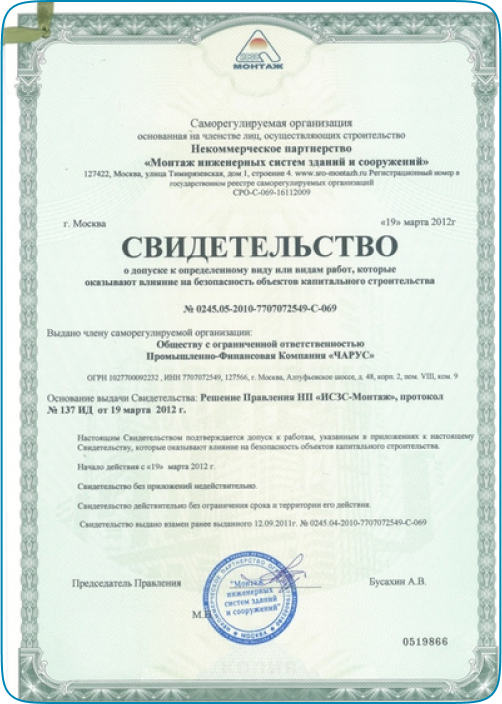 ИСЗС
МОНТАЖ
Саморегулируемая организация
основанная на членстве лиц, осуществляющих строительство
Некоммерческое партнерство
«Монтаж инженерных систем зданий и сооружений»
127422, Москва, улица Тимирязевская, дом 1, строение 4. www.sro-montazh.ru Регистрационный номер в
государственном реестре саморегулируемых организаций
СРО-С-069-16112009
г. Москва «19» марта 2012г
СВИДЕТЕЛЬСТВО
о допуске к определенному виду или видам работ, которые
оказывают влияние на безопасность объектов капитального строительства
№ 0245.05-2010-7707072549-С-069
Выдано члену саморегулируемой организации:
Обществу с ограниченной ответственностью
Промышленно-Финансовая Компания «ЧАРУС»
ОГРН 1027700092232 , ИНН 7707072549, 127566, г. Москва, Алтуфьевское шоссе, д. 48, корп. 2, пом. VIII, ком. 9
Основание выдачи Свидетельства: Решение Правления НП «ИСЗС-Монтаж», протокол
№ 137 ИД от 19 марта 2012 г.
Настоящим Свидетельством подтверждается допуск к работам, указанным в приложениях к настоящему
Свидетельству, которые оказывают влияние на безопасность объектов капитального строительства.
Начало действия с «19» марта 2012 г.
Свидетельство без приложений недействительно.
Свидетельство действительно без ограничения срока и территории его действия.
Свидетельство выдано взамен ранее выданного 12.09.2011г. № 0245.04-2010-7707072549-С-069
Председатель Правления Бусахин А.В.
"Монтаж
инженерных
систем зданий
и сооружений"
МОСКВА
М.П.
0519866
КОПИЯ